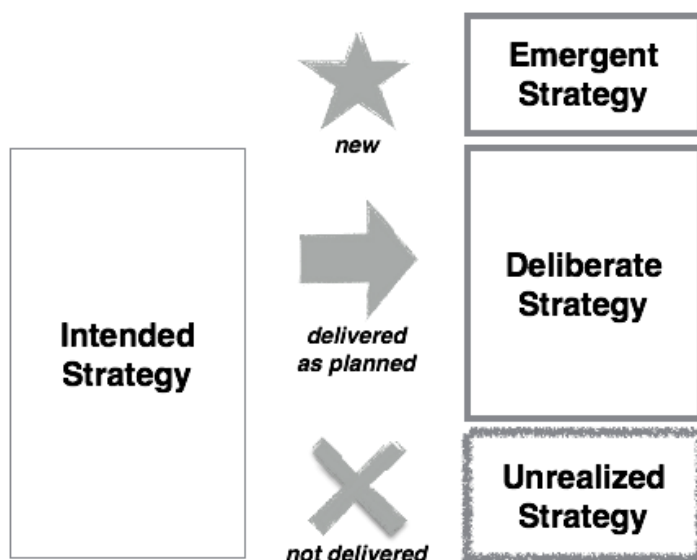 Emergent
Strategy
new
Deliberate
Strategy
Intended
Strategy
delivered
as planned
Unrealized
Strategy
not delivered